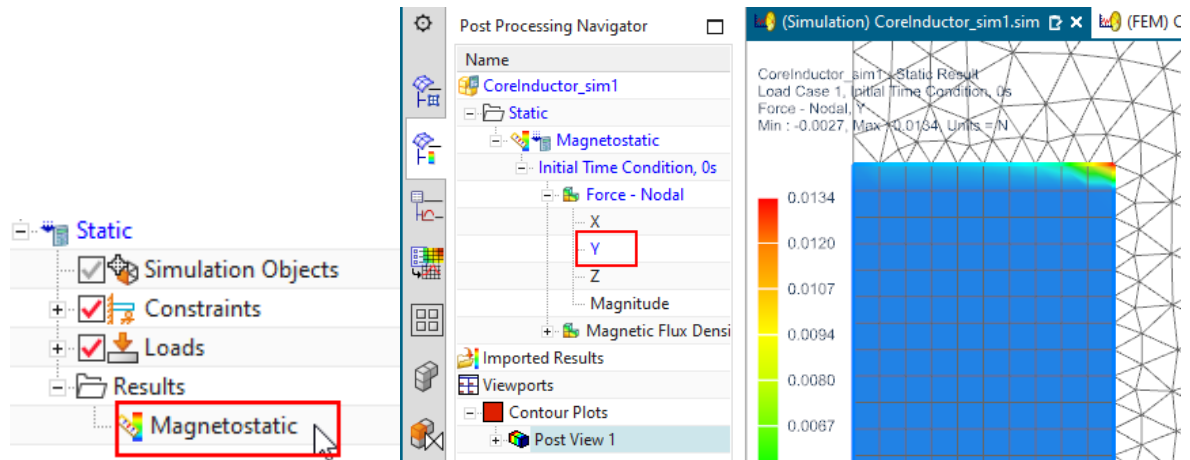 Static
Simulation Objects
Constraints
Loads
Results
Magnetostatic
Post Processing Navigator
Name
CoreInductor_sim1
Static
Magnetostatic
Initial Time Condition, 0s
Force - Nodal
X
Y
Z
Magnitude
Magnetic Flux Densi
Imported Results
Viewports
Contour Plots
Post View 1
(Simulation) CoreInductor_sim1.sim
(FEM) C
CoreInductor_sim1 : Static Result
Load Case 1, Initial Time Condition, 0s
Force - Nodal, Y
Min : -0.0027, Max : 0.0134, Units = N
0.0134
0.0120
0.0107
0.0094
0.0080
0.0067